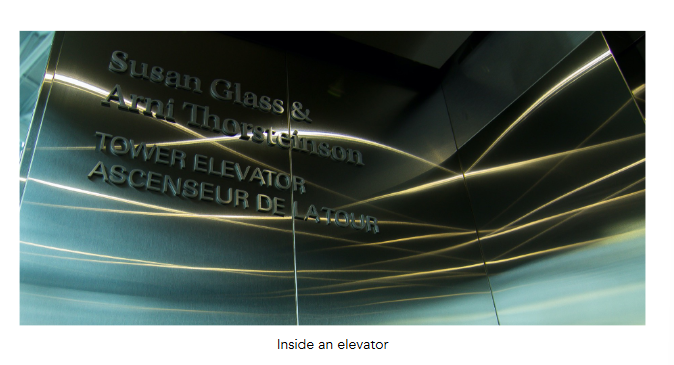 Susan Glass &
Arni Thorsteinson
TOWER ELEVATOR
ASCENSEUR DE LA TOUR
Inside an elevator